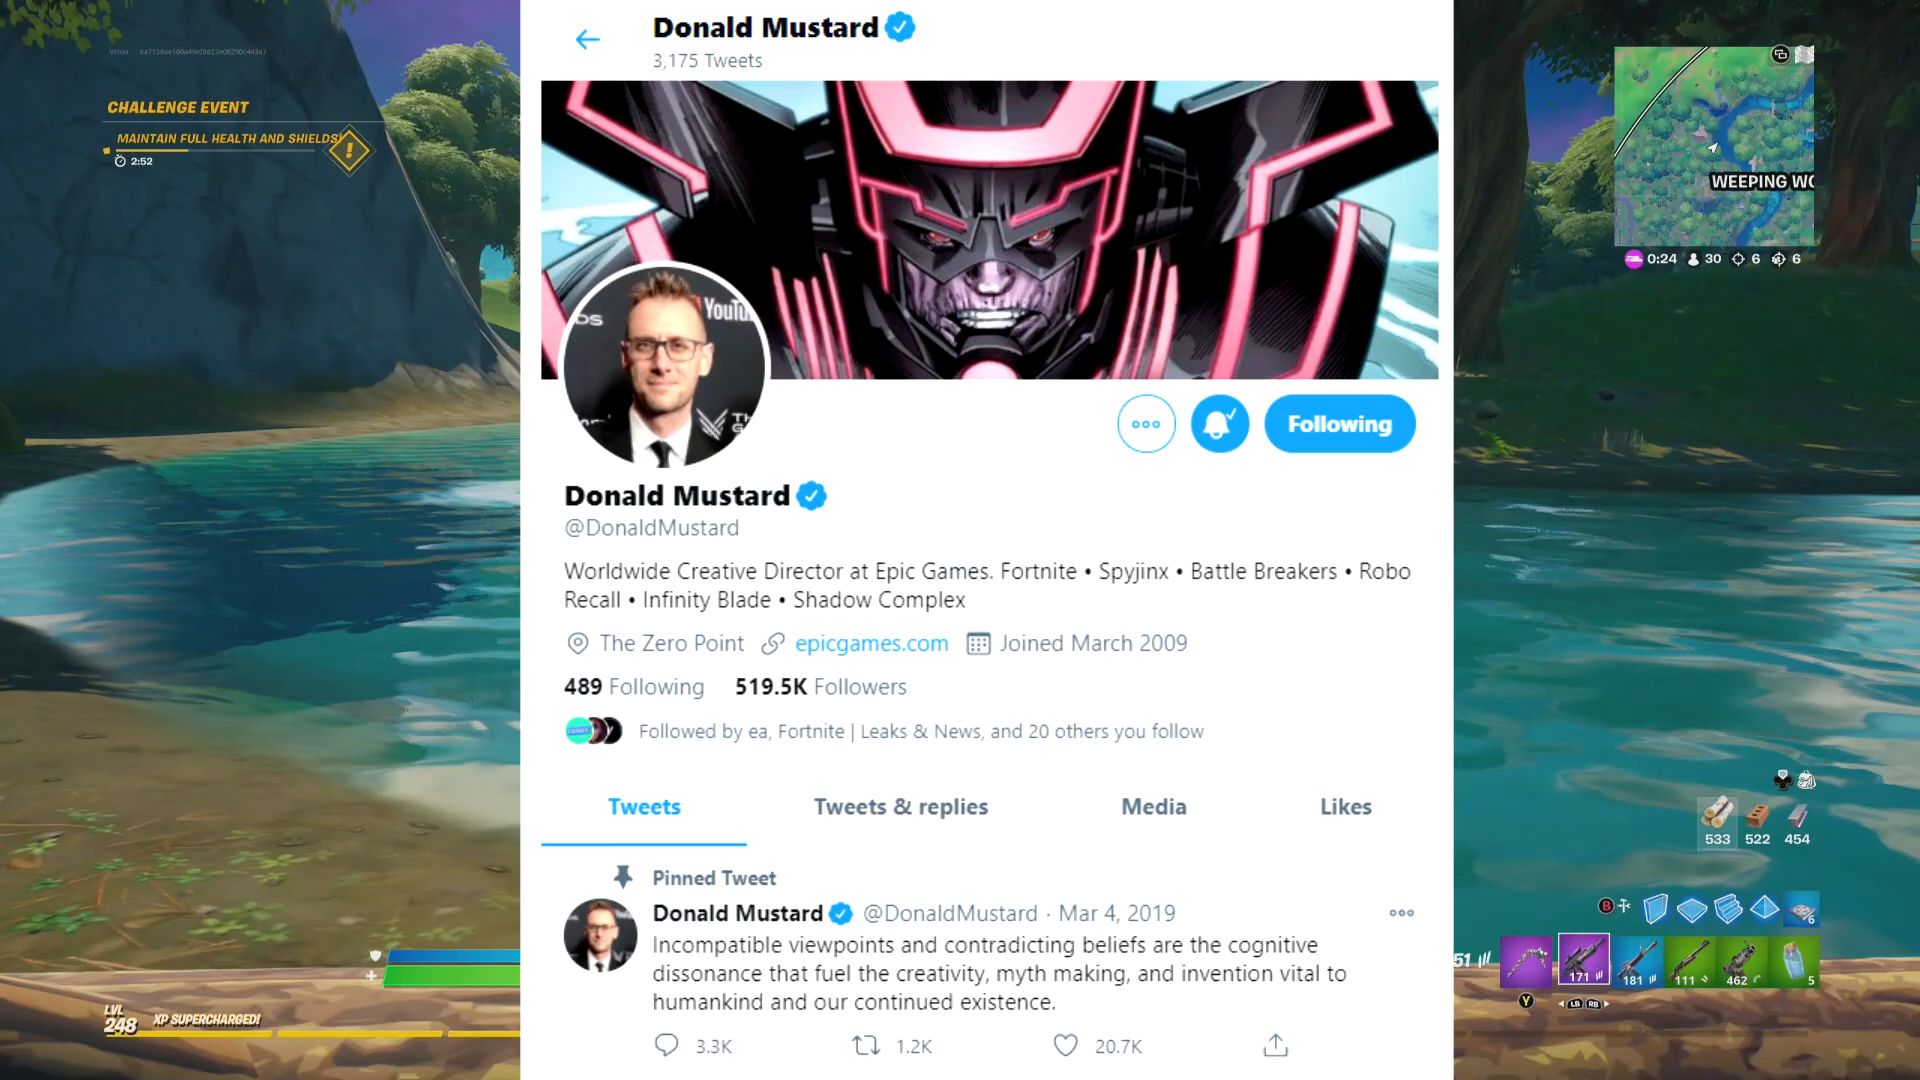 Donald Mustard
3,175 Tweets
CHALLENGE EVENT
MAINTAIN FULL HEALTH AND SHIELDS!
2:52
WEEPING WO
0:24 30 6 6
YouTu
Following
Donald Mustard
@DonaldMustard
Worldwide Creative Director at Epic Games. Fortnite • Spyjinx • Battle Breakers • Robo
Recall • Infinity Blade • Shadow Complex
The Zero Point epicgames.com Joined March 2009
489 Following 519.5K Followers
Followed by ea, Fortnite | Leaks & News, and 20 others you follow
Tweets Tweets & replies Media Likes
533 522 454
Pinned Tweet
Donald Mustard @DonaldMustard · Mar 4, 2019
Incompatible viewpoints and contradicting beliefs are the cognitive
dissonance that fuel the creativity, myth making, and invention vital to
humankind and our continued existence.
3.3K 1.2K 20.7K
B 6
51 171 181 111 462 5
Y LB RB
LVL
248 XP SUPERCHARGED!